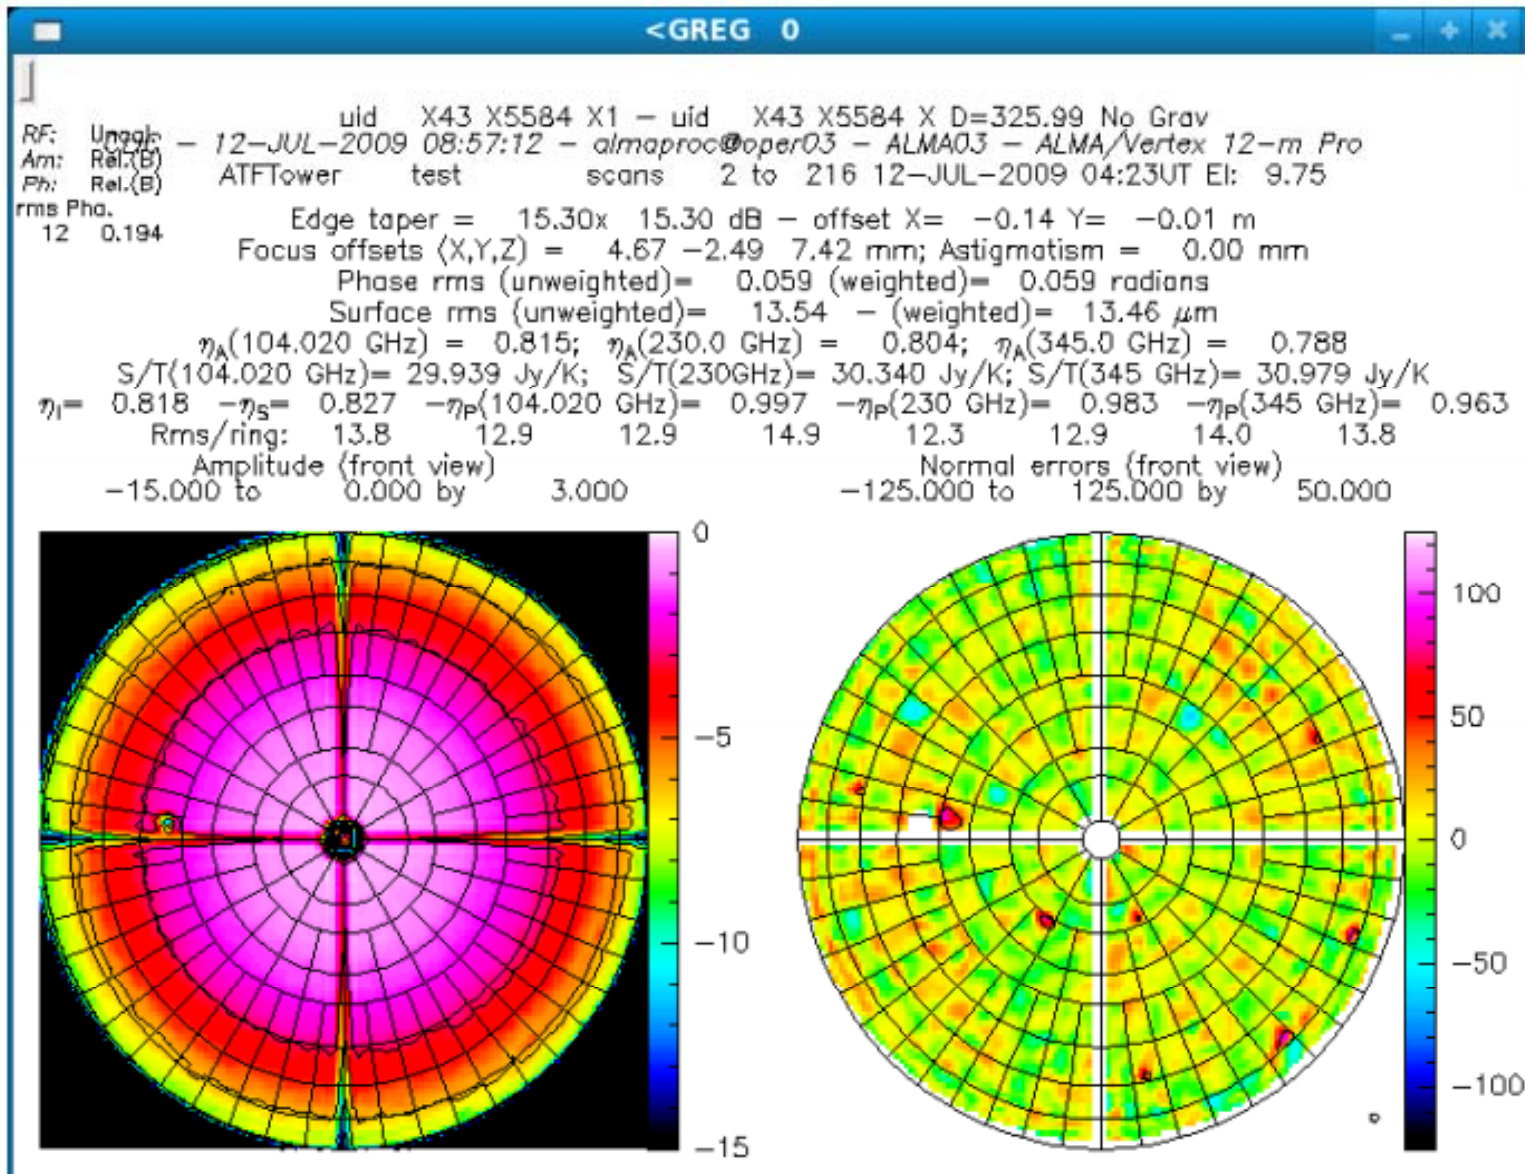 <GREG 0
uid X43 X5584 X1 – uid X43 X5584 X D=325.99 No Grav
RF:
– 12-JUL-2009 08:57:12 – almaproc@oper03 – ALMA03 – ALMA/Vertex 12-m Pro
Am: Rel.(B)
Ph: Rel.(B)
ATFTower test scans 2 to 216 12-JUL-2009 04:23UT El: 9.75
rms Pha.
12 0.194
Edge taper = 15.30x 15.30 dB – offset X= -0.14 Y= -0.01 m
Focus offsets (X,Y,Z) = 4.67 -2.49 7.42 mm; Astigmatism = 0.00 mm
Phase rms (unweighted)= 0.059 (weighted)= 0.059 radians
Surface rms (unweighted)= 13.54 – (weighted)= 13.46 μm
ηA(104.020 GHz) = 0.815; ηA(230.0 GHz) = 0.804; ηA(345.0 GHz) = 0.788
S/T(104.020 GHz)= 29.939 Jy/K; S/T(230GHz)= 30.340 Jy/K; S/T(345 GHz)= 30.979 Jy/K
ηI= 0.818 –ηS= 0.827 –ηP(104.020 GHz)= 0.997 –ηP(230 GHz)= 0.983 –ηP(345 GHz)= 0.963
Rms/ring: 13.8 12.9 12.9 14.9 12.3 12.9 14.0 13.8
Amplitude (front view)
-15.000 to 0.000 by 3.000
Normal errors (front view)
-125.000 to 125.000 by 50.000
0
-5
-10
-15
100
50
0
-50
-100